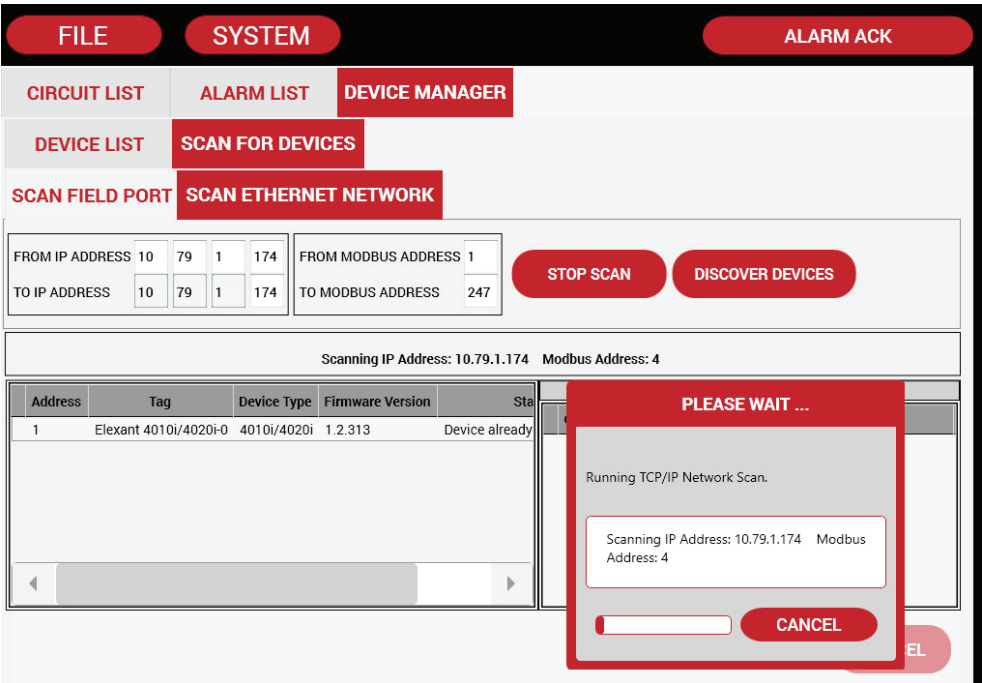 FILE SYSTEM ALARM ACK
CIRCUIT LIST ALARM LIST DEVICE MANAGER
DEVICE LIST SCAN FOR DEVICES
SCAN FIELD PORT SCAN ETHERNET NETWORK
FROM IP ADDRESS 10 79 1 174 FROM MODBUS ADDRESS 1
TO IP ADDRESS 10 79 1 174 TO MODBUS ADDRESS 247
STOP SCAN DISCOVER DEVICES
Scanning IP Address: 10.79.1.174 Modbus Address: 4
Address Tag Device Type Firmware Version Sta
1 Elexant 4010i/4020i-0 4010i/4020i 1.2.313 Device already
PLEASE WAIT ...
Running TCP/IP Network Scan.
Scanning IP Address: 10.79.1.174 Modbus
Address: 4
CANCEL
EL